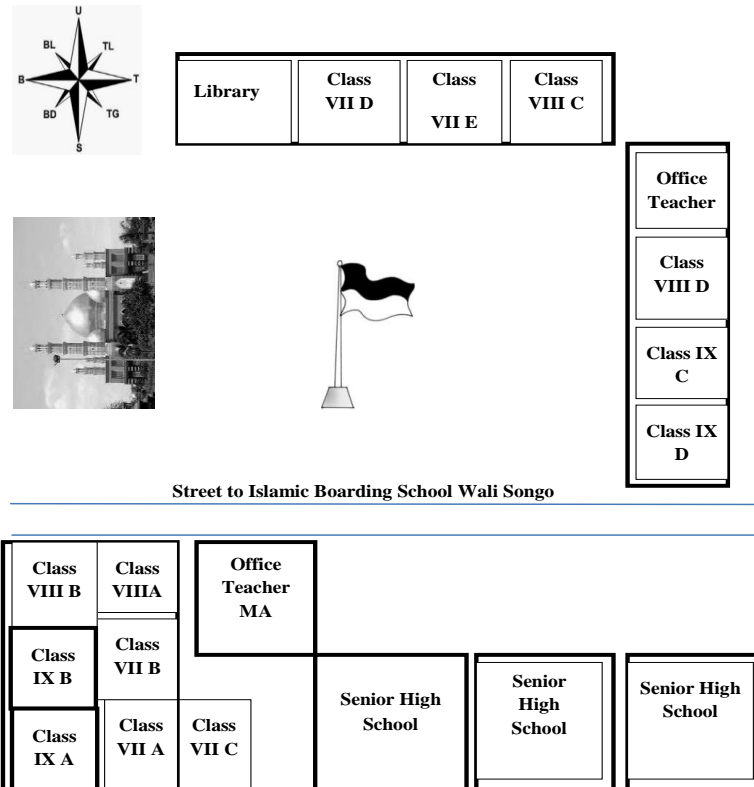 U
BL
TL
B
T
BD
TG
S
Library
Class
VII D
Class
VII E
Class
VIII C
Office
Teacher
Class
VIII D
Class IX
C
Class IX
D
Street to Islamic Boarding School Wali Songo
Class
VIII B
Class
VIIIA
Office
Teacher
MA
Class
IX B
Class
VII B
Senior High
School
Senior
High
School
Senior High
School
Class
IX A
Class
VII A
Class
VII C